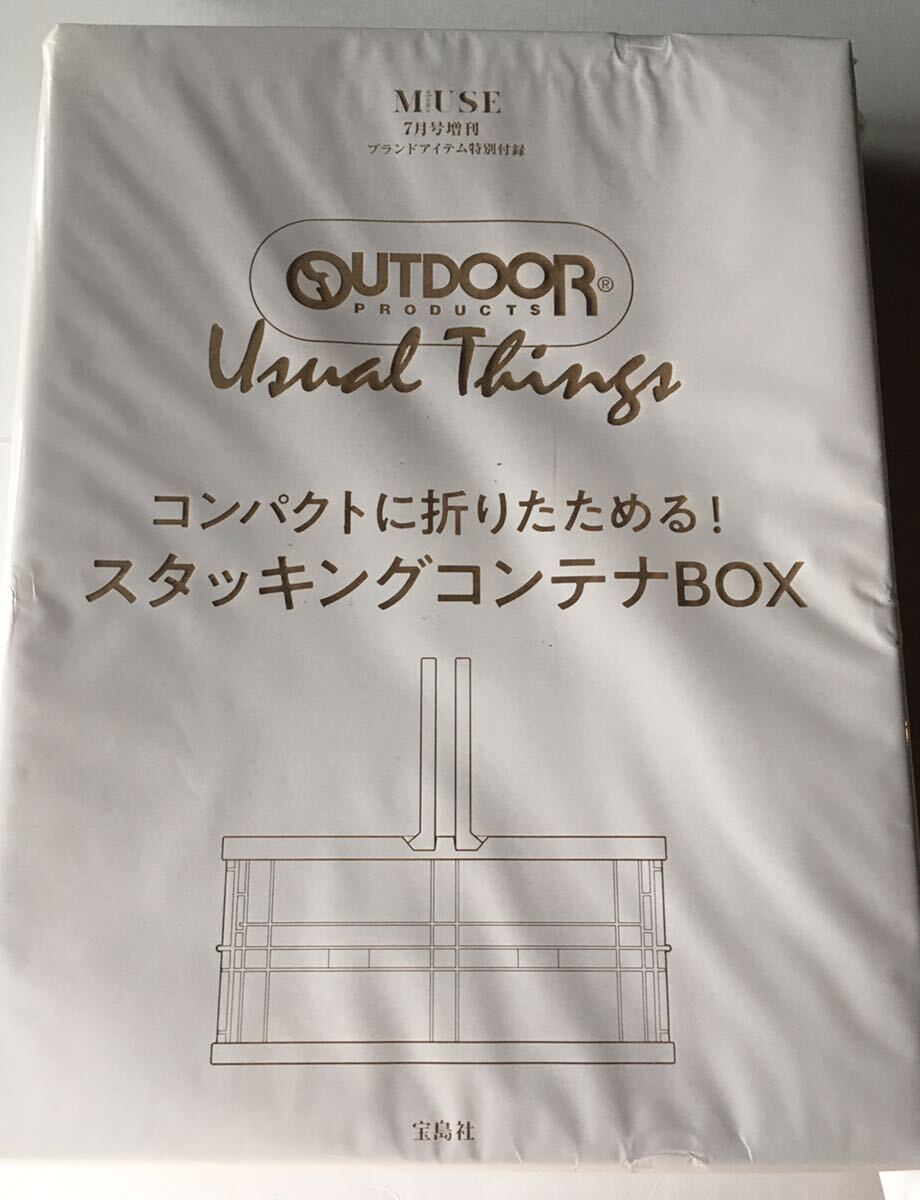 otona MUSE
7月号増刊
ブランドアイテム特別付録
OUTDOOR®
PRODUCTS
Usual Things
コンパクトに折りたためる!
スタッキングコンテナBOX
宝島社